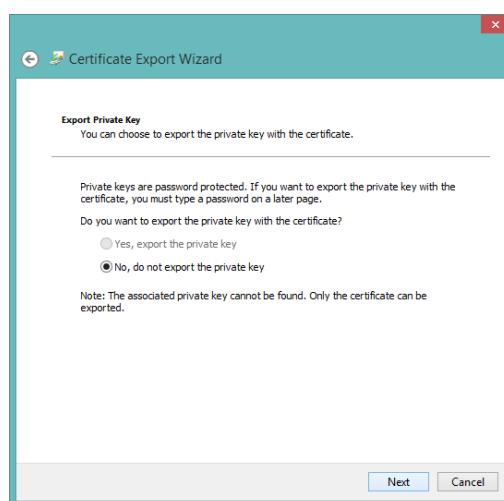 Certificate Export Wizard
Export Private Key
You can choose to export the private key with the certificate.
Private keys are password protected. If you want to export the private key with the
certificate, you must type a password on a later page.
Do you want to export the private key with the certificate?
Yes, export the private key
No, do not export the private key
Note: The associated private key cannot be found. Only the certificate can be
exported.
Next Cancel